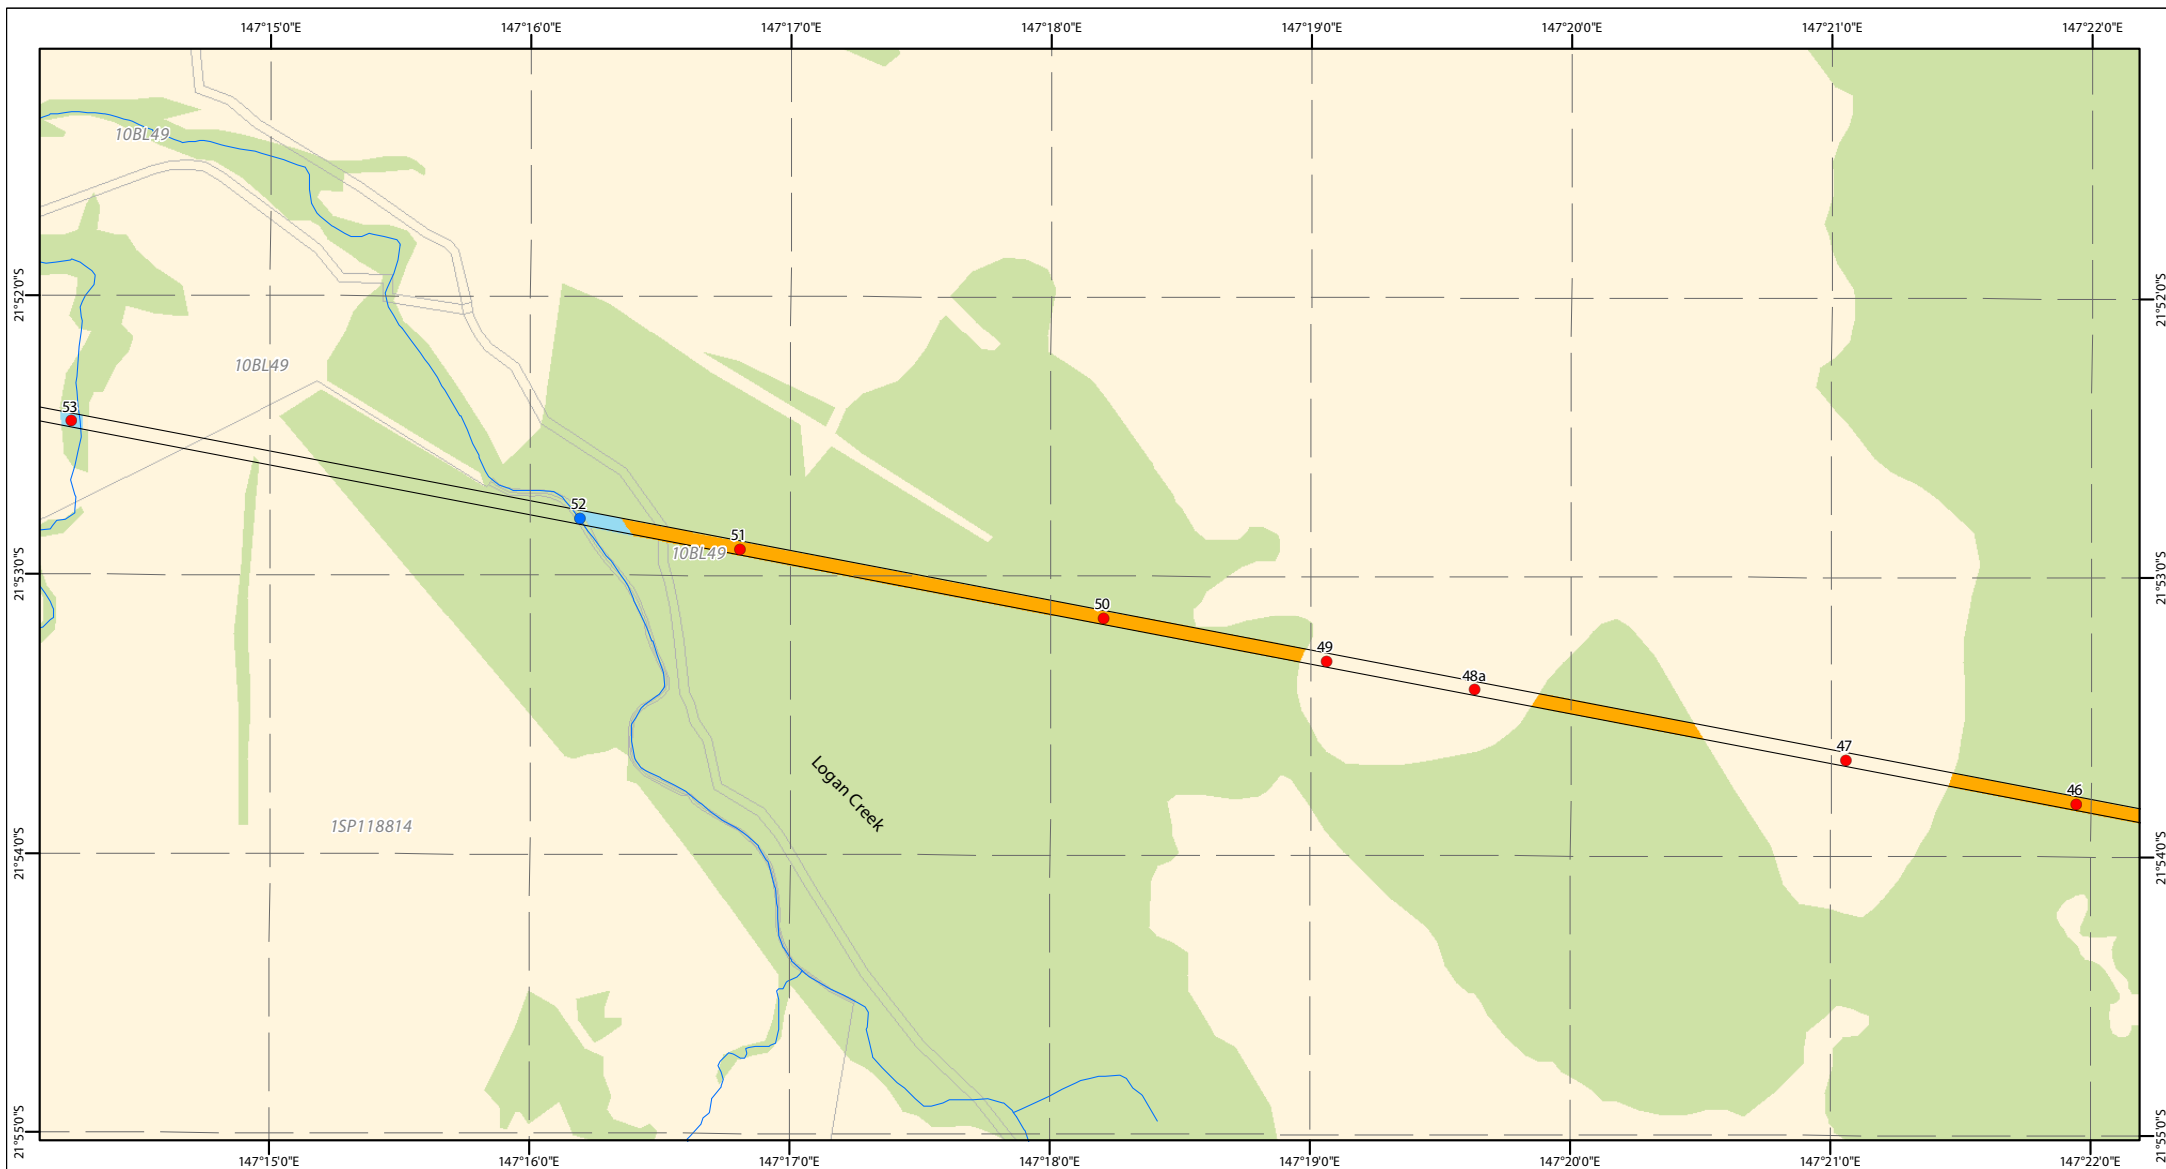 147°15'0"E 147°16'0"E 147°17'0"E 147°18'0"E 147°19'0"E 147°20'0"E 147°21'0"E 147°22'0"E
10BL49
21°52'0"S 21°52'0"S
10BL49
53
52
51
10BL49
21°53'0"S 21°53'0"S
50
49
48a
47
46
Logan Creek
1SP118814
21°54'0"S 21°54'0"S
21°55'0"S 21°55'0"S
147°15'0"E 147°16'0"E 147°17'0"E 147°18'0"E 147°19'0"E 147°20'0"E 147°21'0"E 147°22'0"E